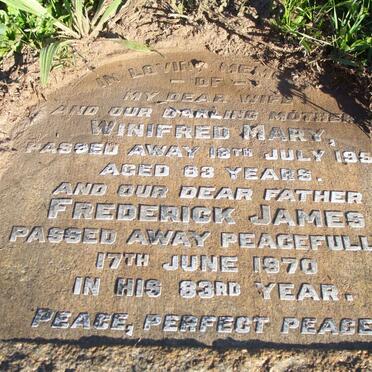 IN LOVING
OF
MY DEAR WIFE
AND OUR DARLING MOTHER
WINIFRED MARY,
PASSED AWAY 18TH JULY
AGED 63 YEARS.
AND OUR DEAR FATHER
FREDERICK JAMES
PASSED AWAY PEACEFULL
17TH JUNE 1970
IN HIS 83RD YEAR.
PEACE, PERFECT PEACE